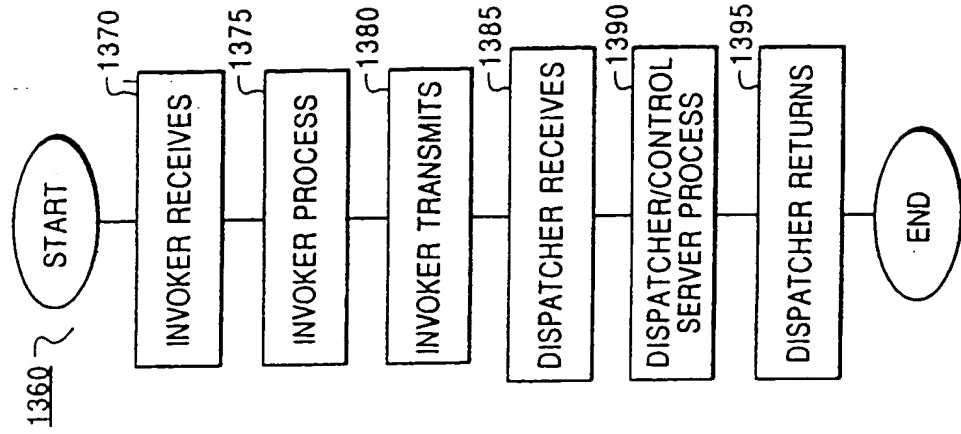 1360
START
1370
INVOKER RECEIVES
1375
INVOKER PROCESS
1380
INVOKER TRANSMITS
1385
DISPATCHER RECEIVES
1390
DISPATCHER/CONTROL
SERVER PROCESS
1395
DISPATCHER RETURNS
END